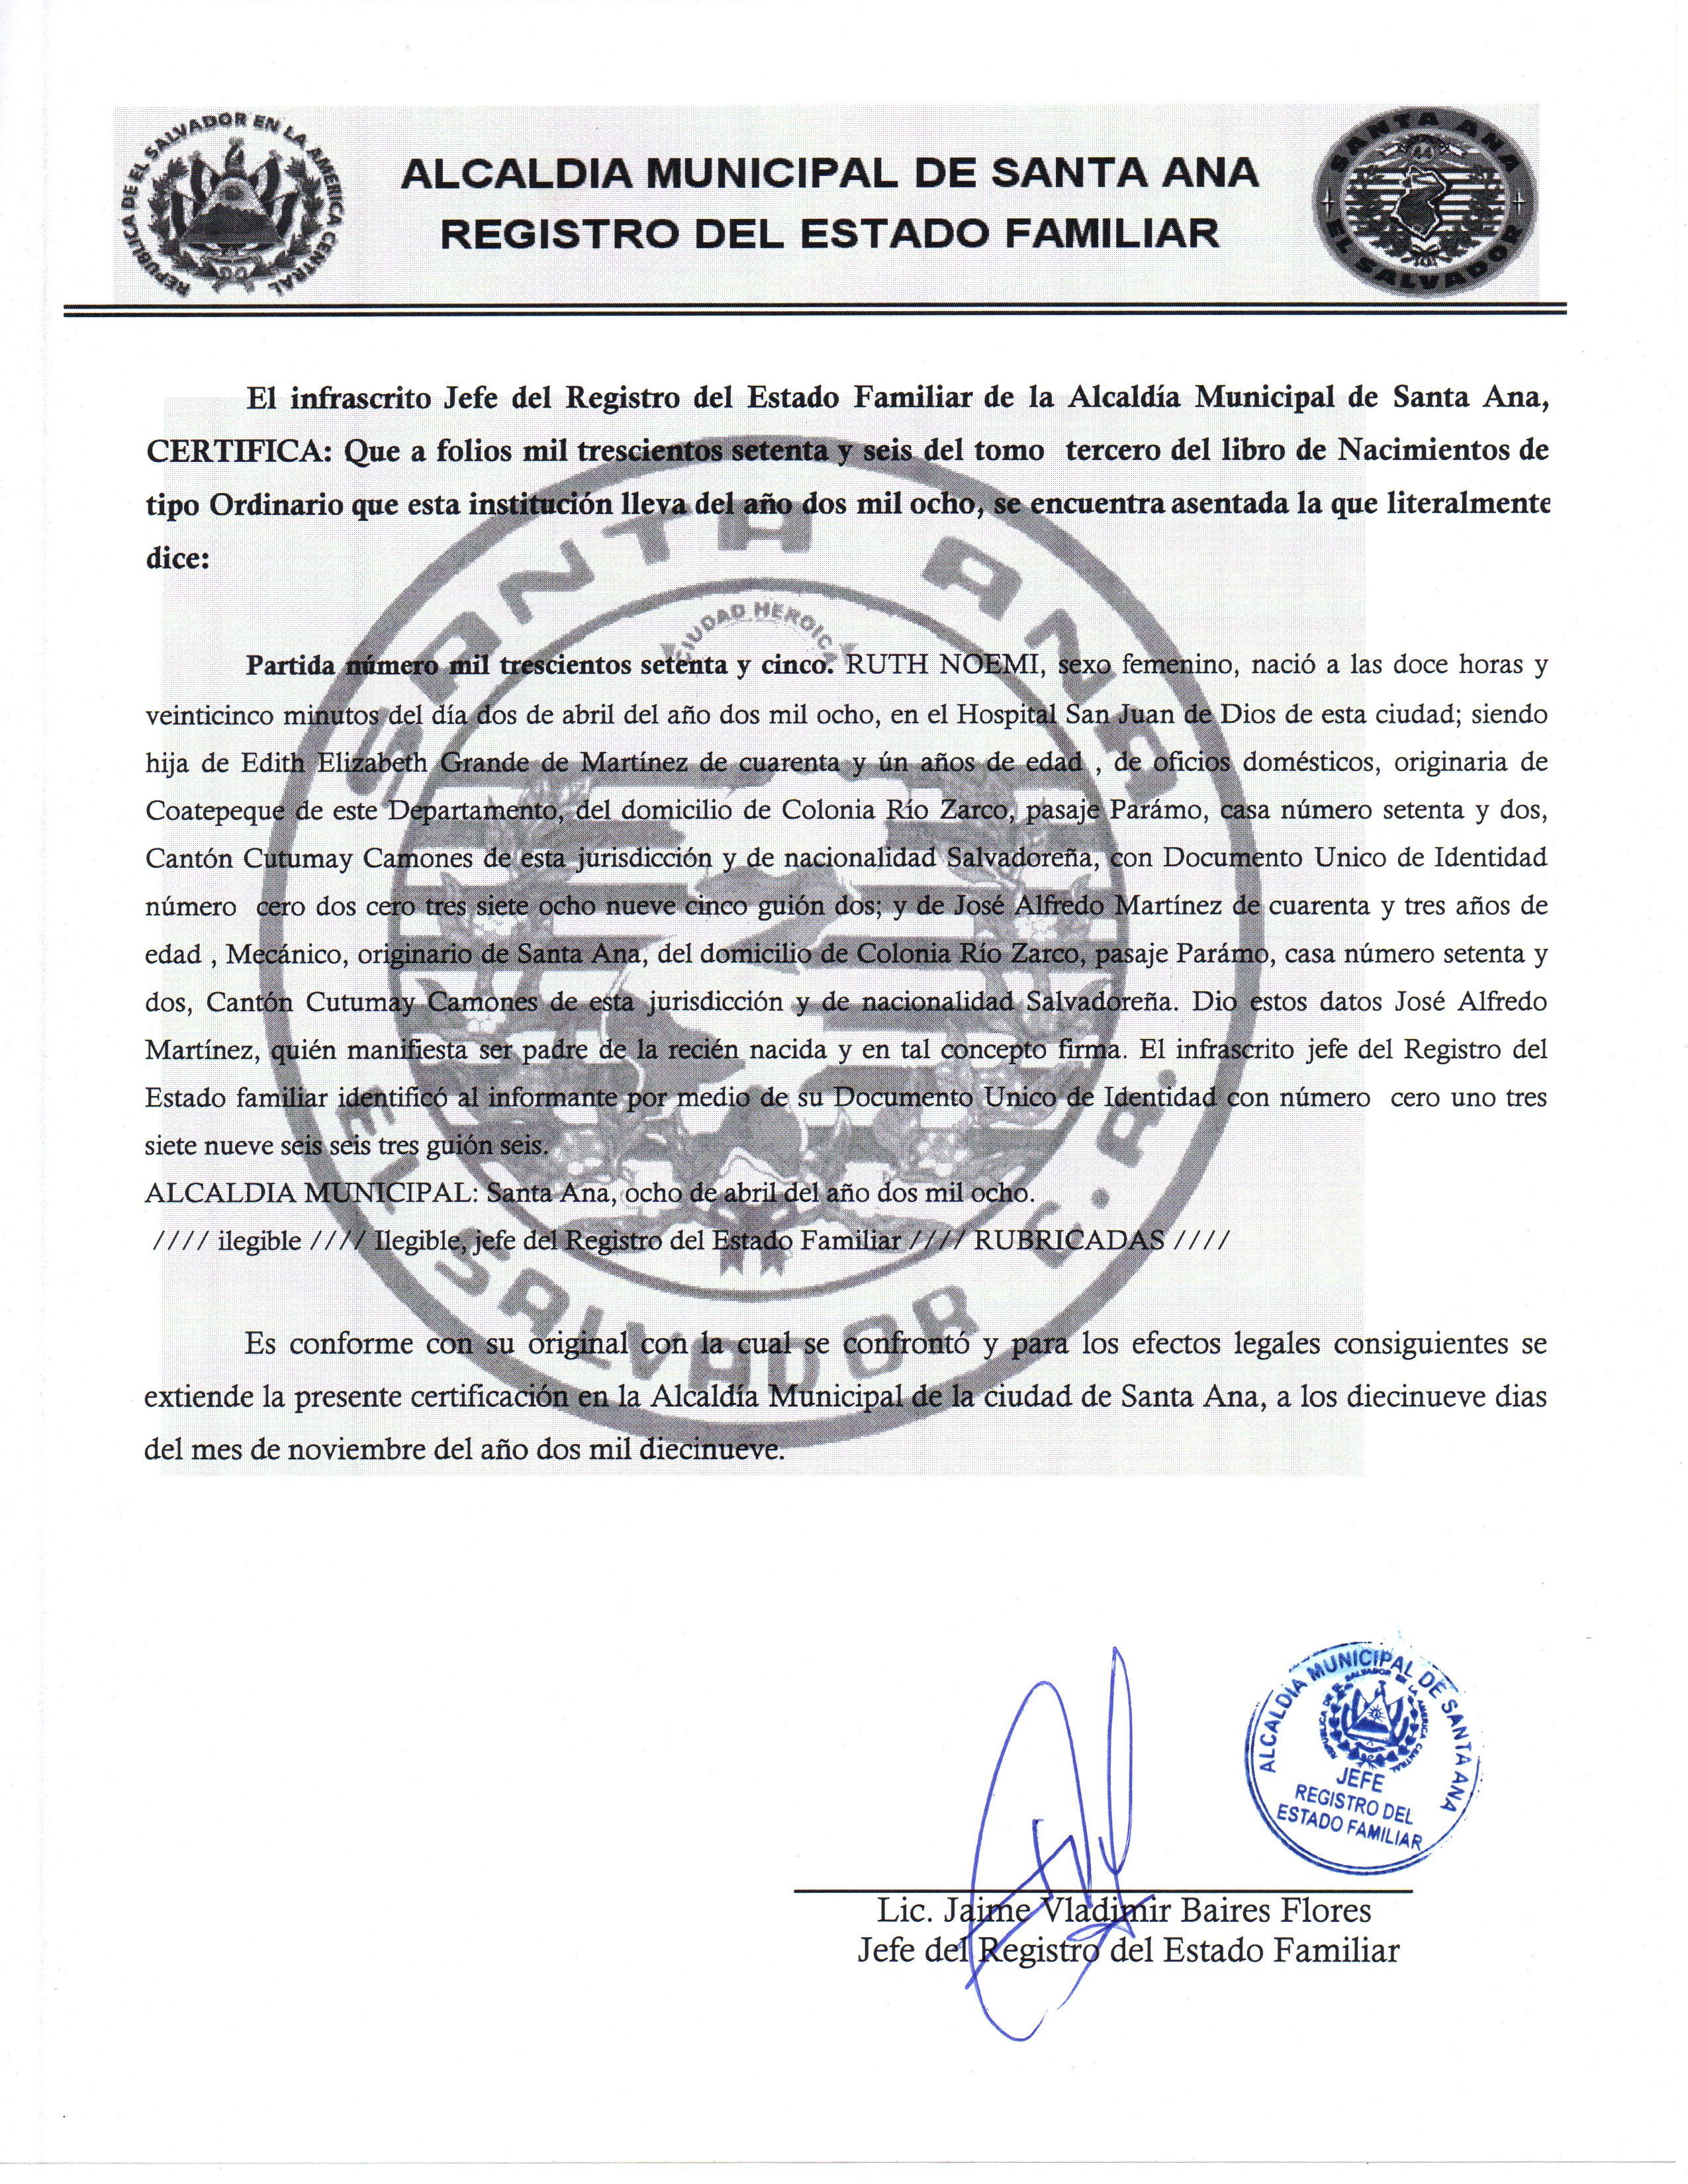 REPUBLICA DE EL SALVADOR EN LA AMERICA CENTRAL
ALCALDIA MUNICIPAL DE SANTA ANA
REGISTRO DEL ESTADO FAMILIAR
SANTA ANA
EL SALVADOR
El infrascrito Jefe del Registro del Estado Familiar de la Alcaldía Municipal de Santa Ana,
CERTIFICA: Que a folios mil trescientos setenta y seis del tomo tercero del libro de Nacimientos de
tipo Ordinario que esta institución lleva del año dos mil ocho, se encuentra asentada la que literalmente
dice:
SANTA ANA
CIUDAD HEROICA
EL SALVADOR C.A.
Partida número mil trescientos setenta y cinco. RUTH NOEMI, sexo femenino, nació a las doce horas y
veinticinco minutos del día dos de abril del año dos mil ocho, en el Hospital San Juan de Dios de esta ciudad; siendo
hija de Edith Elizabeth Grande de Martínez de cuarenta y ún años de edad , de oficios domésticos, originaria de
Coatepeque de este Departamento, del domicilio de Colonia Río Zarco, pasaje Parámo, casa número setenta y dos,
Cantón Cutumay Camones de esta jurisdicción y de nacionalidad Salvadoreña, con Documento Unico de Identidad
número cero dos cero tres siete ocho nueve cinco guión dos; y de José Alfredo Martínez de cuarenta y tres años de
edad , Mecánico, originario de Santa Ana, del domicilio de Colonia Río Zarco, pasaje Parámo, casa número setenta y
dos, Cantón Cutumay Camones de esta jurisdicción y de nacionalidad Salvadoreña. Dio estos datos José Alfredo
Martínez, quién manifiesta ser padre de la recién nacida y en tal concepto firma. El infrascrito jefe del Registro del
Estado familiar identificó al informante por medio de su Documento Unico de Identidad con número cero uno tres
siete nueve seis seis tres guión seis.
ALCALDIA MUNICIPAL: Santa Ana, ocho de abril del año dos mil ocho.
//// ilegible //// Ilegible, jefe del Registro del Estado Familiar //// RUBRICADAS ////
Es conforme con su original con la cual se confrontó y para los efectos legales consiguientes se
extiende la presente certificación en la Alcaldía Municipal de la ciudad de Santa Ana, a los diecinueve dias
del mes de noviembre del año dos mil diecinueve.
ALCALDIA MUNICIPAL DE SANTA ANA
REPUBLICA DE EL SALVADOR EN LA AMERICA CENTRAL
JEFE
REGISTRO DEL
ESTADO FAMILIAR
Lic. Jaime Vladimir Baires Flores
Jefe del Registro del Estado Familiar